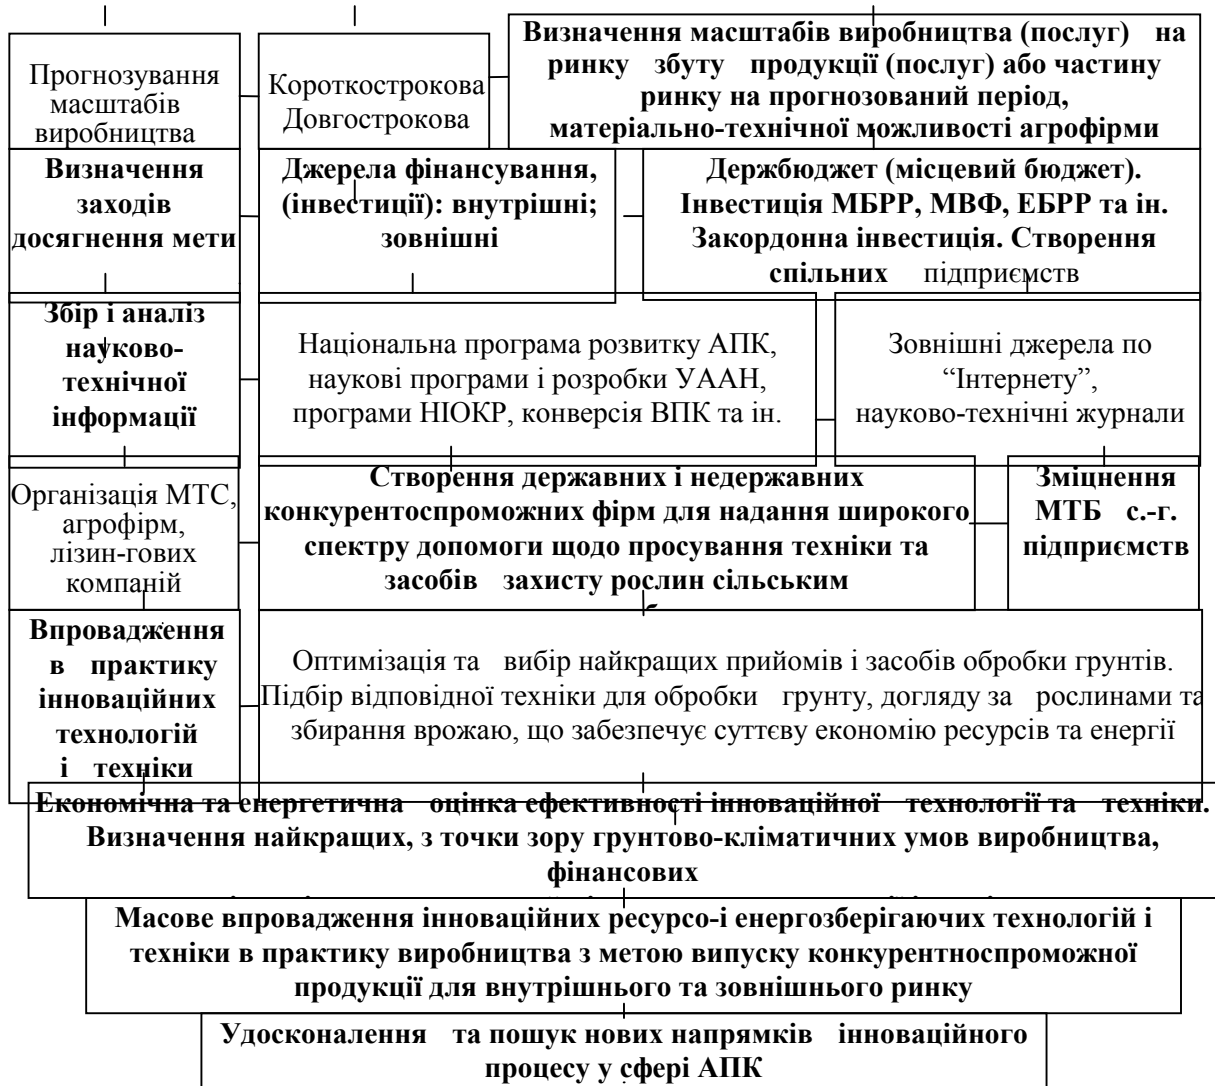 Прогнозування
масштабів
виробництва
Короткострокова
Довгострокова
Визначення масштабів виробництва (послуг) на
ринку збуту продукції (послуг) або частину
ринку на прогнозований період,
матеріально-технічної можливості агрофірми
Визначення
заходів
досягнення мети
Джерела фінансування,
(інвестиції): внутрішні;
зовнішні
Держбюджет (місцевий бюджет).
Інвестиція МБРР, МВФ, ЕБРР та ін.
Закордонна інвестиція. Створення
спільних підприємств
Збір і аналіз
науково-
технічної
інформації
Національна програма розвитку АПК,
наукові програми і розробки УААН,
програми НІОКР, конверсія ВПК та ін.
Зовнішні джерела по
“Інтернету”,
науково-технічні журнали
Організація МТС,
агрофірм,
лізин-гових
компаній
Створення державних і недержавних
конкурентоспроможних фірм для надання широкого
спектру допомоги щодо просування техніки та
засобів захисту рослин сільським
Зміцнення
МТБ с.-г.
підприємств
Впровадження
в практику
інноваційних
технологій
і техніки
Оптимізація та вибір найкращих прийомів і засобів обробки грунтів.
Підбір відповідної техніки для обробки грунту, догляду за рослинами та
збирання врожаю, що забезпечує суттєву економію ресурсів та енергії
Економічна та енергетична оцінка ефективності інноваційної технології та техніки.
Визначення найкращих, з точки зору грунтово-кліматичних умов виробництва,
фінансових
Масове впровадження інноваційних ресурсо-і енергозберігаючих технологій і
техніки в практику виробництва з метою випуску конкурентноспроможної
продукції для внутрішнього та зовнішнього ринку
Удосконалення та пошук нових напрямків інноваційного
процесу у сфері АПК